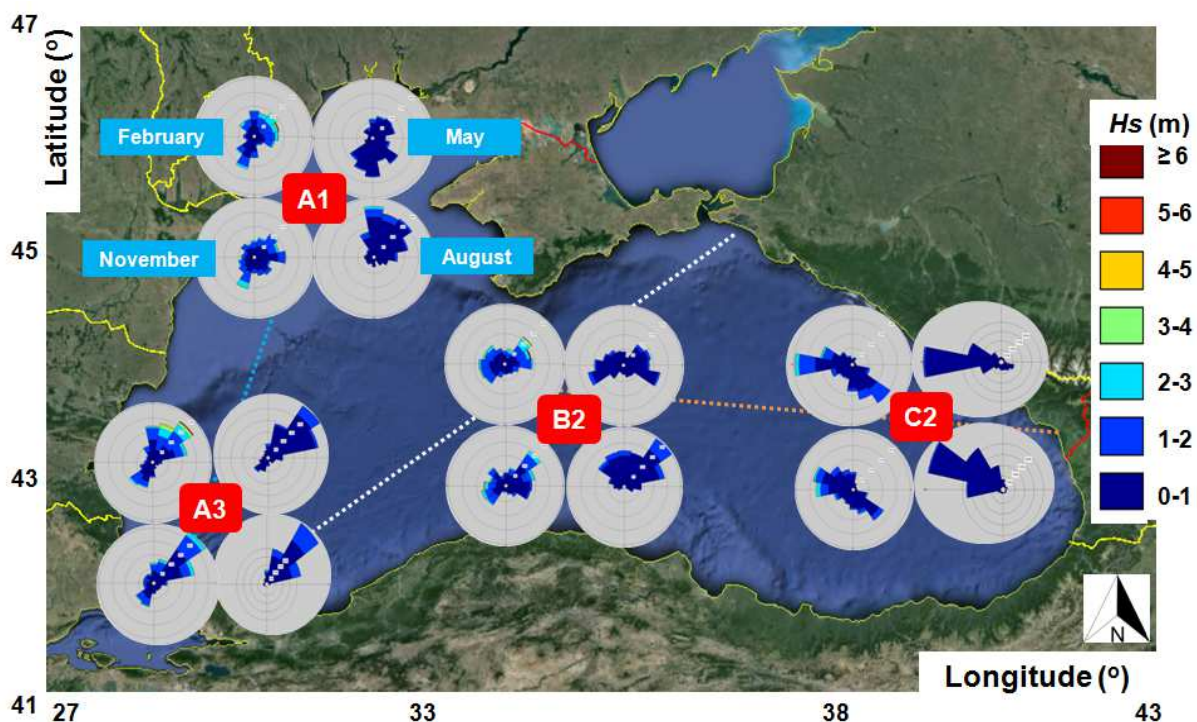 47
Latitude (o)
February
May
A1
November
August
45
Hs (m)
≥ 6
5-6
4-5
3-4
2-3
1-2
0-1
B2
C2
43
A3
N
Longitude (o)
41
27
33
38
43